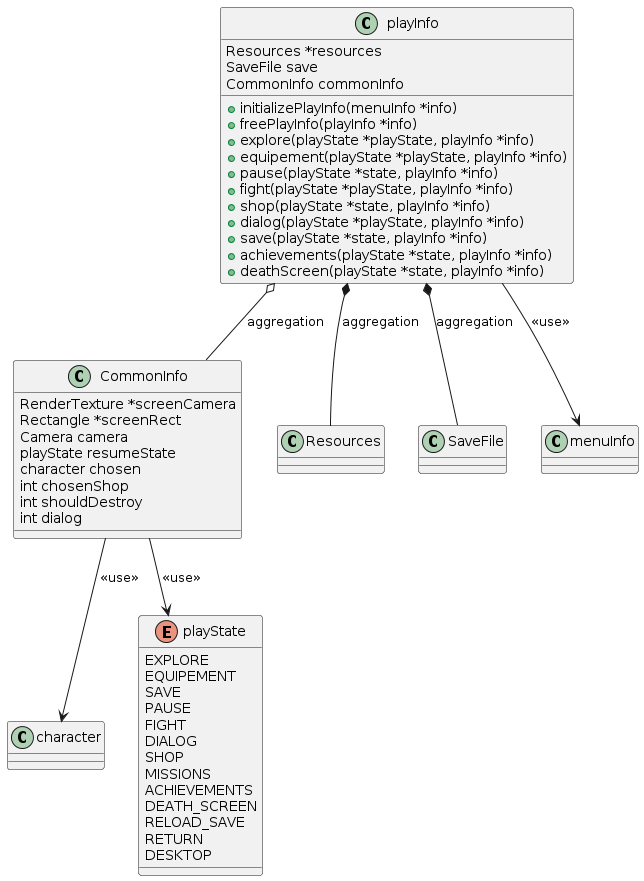 C playInfo
Resources *resources
SaveFile save
CommonInfo commonInfo
initializePlayInfo(menuInfo *info)
freePlayInfo(playInfo *info)
explore(playState *playState, playInfo *info)
equipement(playState *playState, playInfo *info)
pause(playState *state, playInfo *info)
fight(playState *playState, playInfo *info)
shop(playState *state, playInfo *info)
dialog(playState *playState, playInfo *info)
save(playState *state, playInfo *info)
achievements(playState *state, playInfo *info)
deathScreen(playState *state, playInfo *info)
aggregation
aggregation
aggregation
«use»
C CommonInfo
RenderTexture *screenCamera
Rectangle *screenRect
Camera camera
playState resumeState
character chosen
int chosenShop
int shouldDestroy
int dialog
C Resources
C SaveFile
C menuInfo
«use»
«use»
C character
E playState
EXPLORE
EQUIPEMENT
SAVE
PAUSE
FIGHT
DIALOG
SHOP
MISSIONS
ACHIEVEMENTS
DEATH_SCREEN
RELOAD_SAVE
RETURN
DESKTOP